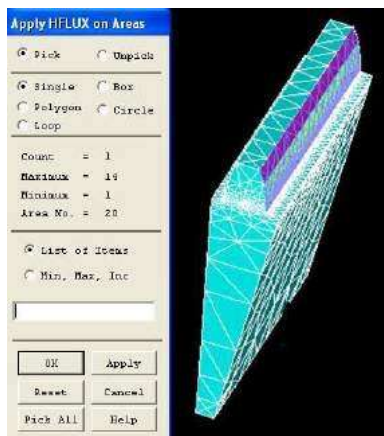 Apply HFLUX on Areas
Pick Unpick
Single Box
Polygon Circle
Loop
Count = 1
Maximum = 14
Minimum = 1
Area No. = 20
List of Items
Min, Max, Inc
OK Apply
Reset Cancel
Pick All Help